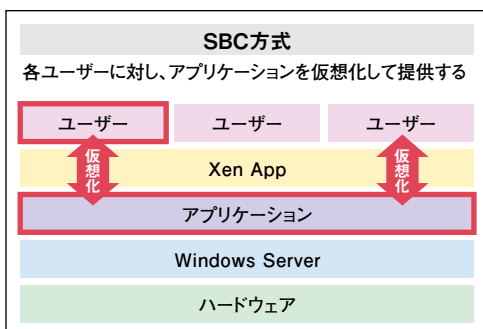 SBC方式
各ユーザーに対し、アプリケーションを仮想化して提供する
ユーザー ユーザー ユーザー
仮想化 仮想化
Xen App
アプリケーション
Windows Server
ハードウェア